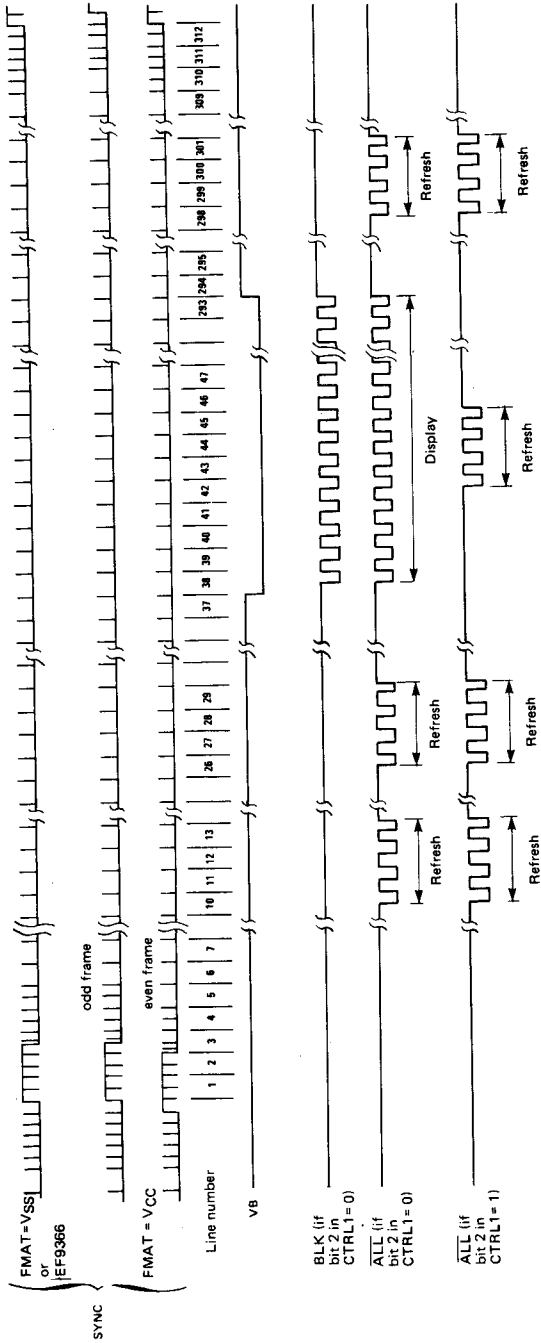 FMAT=VSS
or
EF9366
SYNC
odd frame
even frame
FMAT = VCC
Line number
1 2 3 4 5 6 7 10 11 12 13 26 27 28 29 37 38 39 40 41 42 43 44 45 46 47 293 294 295 298 299 300 301 309 310 311 312
VB
BLK (if
bit 2 in
CTRL1= 0)
ALL (if
bit 2 in
CTRL1= 0)
Refresh
Refresh
Display
Refresh
ALL (if
bit 2 in
CTRL1= 1)
Refresh
Refresh
Refresh
Refresh